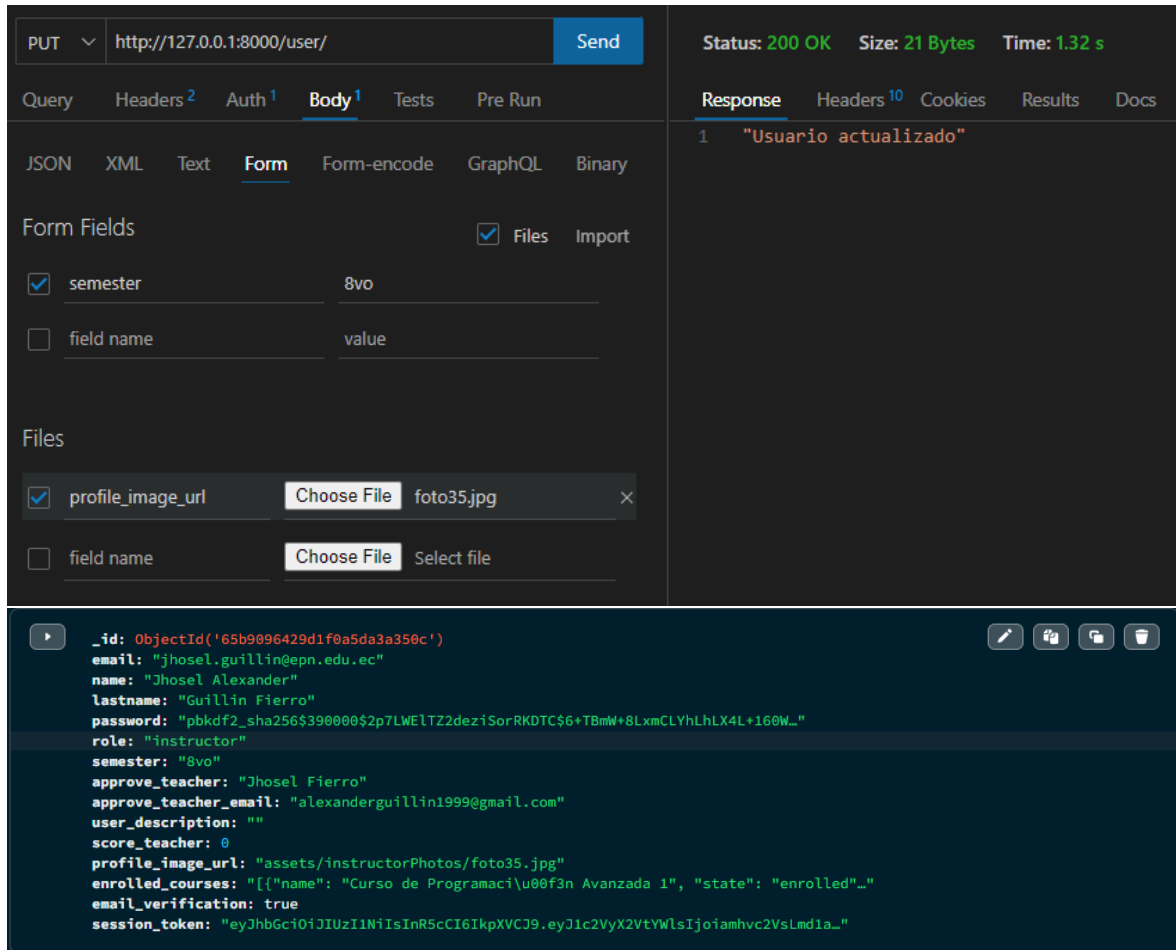 PUT http://127.0.0.1:8000/user/ Send
Status: 200 OK Size: 21 Bytes Time: 1.32 s
Query Headers 2 Auth 1 Body 1 Tests Pre Run
Response Headers 10 Cookies Results Docs
1 "Usuario actualizado"
JSON XML Text Form Form-encode GraphQL Binary
Form Fields Files Import
semester 8vo
field name value
Files
profile_image_url Choose File foto35.jpg ×
field name Choose File Select file
_id: ObjectId('65b9096429d1f0a5da3a350c')
email: "jhosel.guillin@epn.edu.ec"
name: "Jhosel Alexander"
lastname: "Guillin Fierro"
password: "pbkdf2_sha256$390000$2p7LWElTZ2deziSorRKDTC$6+TBmW+8LxmCLYhLhLX4L+160W…"
role: "instructor"
semester: "8vo"
approve_teacher: "Jhosel Fierro"
approve_teacher_email: "alexanderguillin1999@gmail.com"
user_description: ""
score_teacher: 0
profile_image_url: "assets/instructorPhotos/foto35.jpg"
enrolled_courses: "[{"name": "Curso de Programaci\u00f3n Avanzada 1", "state": "enrolled"…"
email_verification: true
session_token: "eyJhbGciOiJIUzI1NiIsInR5cCI6IkpXVCJ9.eyJ1c2VyX2VtYWlsIjoiamhvc2VsLmd1a…"